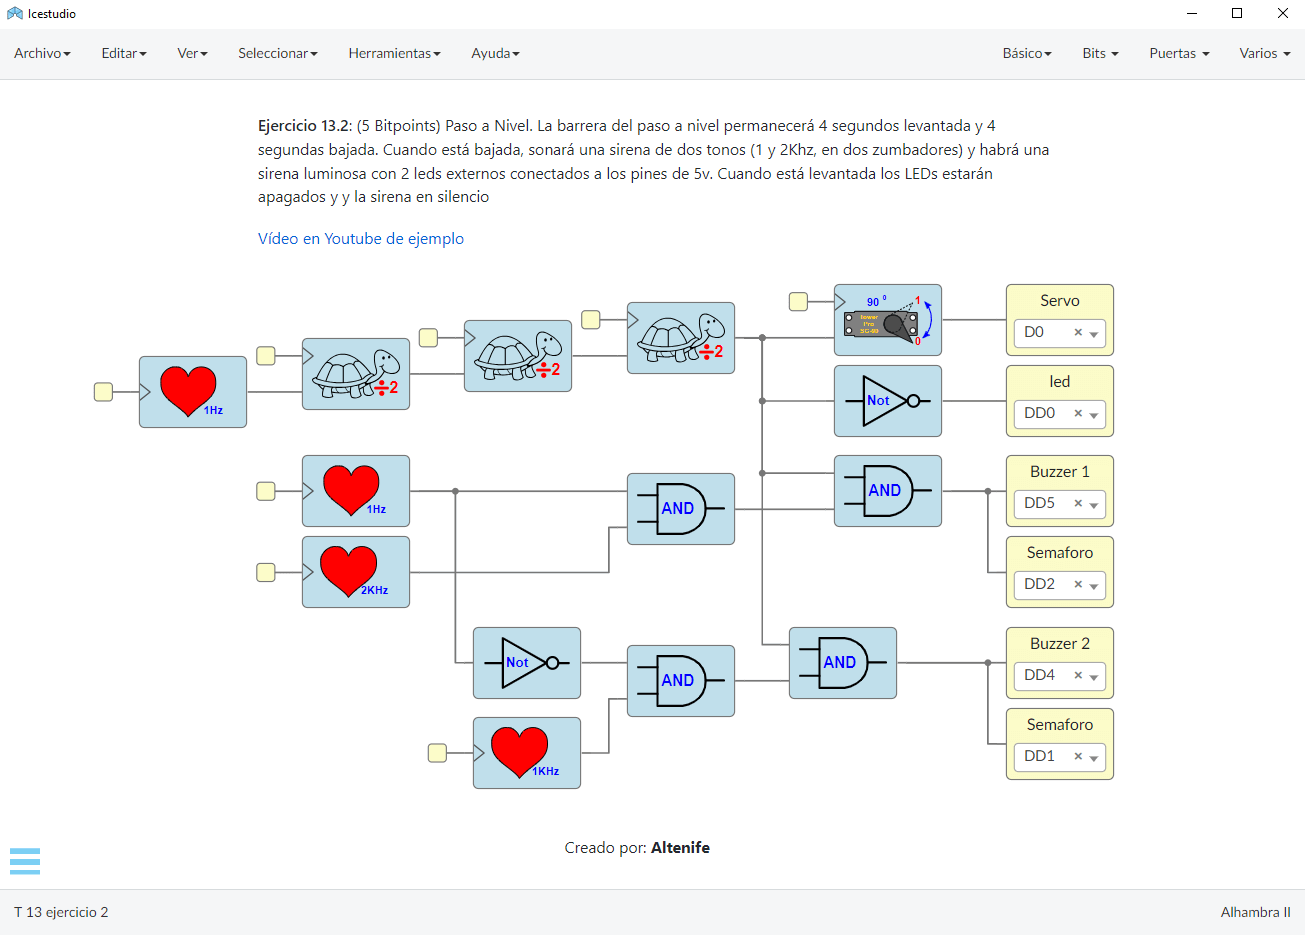 Icestudio
Archivo Editar Ver Seleccionar Herramientas Ayuda Básico Bits Puertas Varios
Ejercicio 13.2: (5 Bitpoints) Paso a Nivel. La barrera del paso a nivel permanecerá 4 segundos levantada y 4
segundas bajada. Cuando está bajada, sonará una sirena de dos tonos (1 y 2Khz, en dos zumbadores) y habrá una
sirena luminosa con 2 leds externos conectados a los pines de 5v. Cuando está levantada los LEDs estarán
apagados y y la sirena en silencio
Vídeo en Youtube de ejemplo
1Hz
÷2
÷2
÷2
90 º
1
Tower
Pro
SG-90
0
Servo
D0 ×
Not
led
DD0 ×
1Hz
AND
AND
Buzzer 1
DD5 ×
2KHz
Semaforo
DD2 ×
Not
AND
AND
Buzzer 2
DD4 ×
1KHz
Semaforo
DD1 ×
Creado por: Altenife
T 13 ejercicio 2
Alhambra II